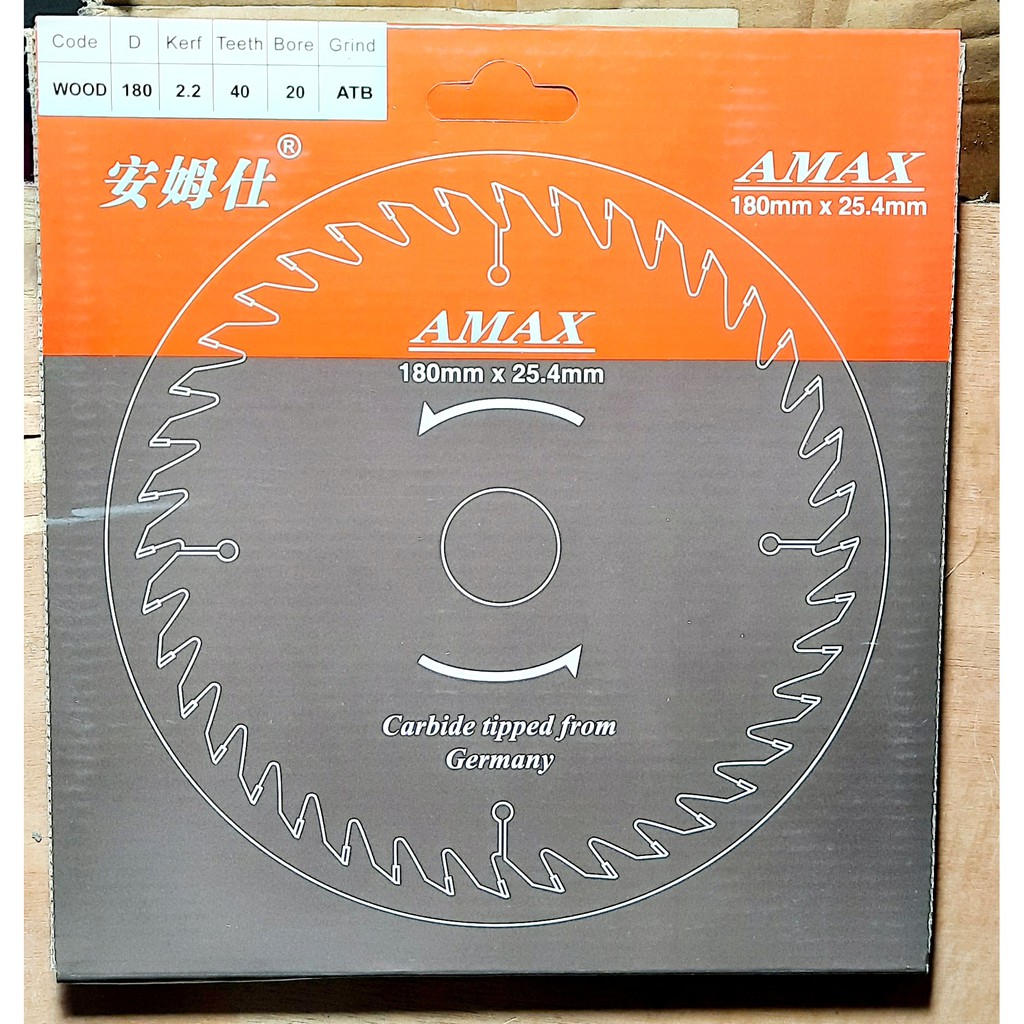 Code D Kerf Teeth Bore Grind
WOOD 180 2.2 40 20 ATB
安姆仕®
AMAX
180mm x 25.4mm
AMAX
180mm x 25.4mm
Carbide tipped from
Germany